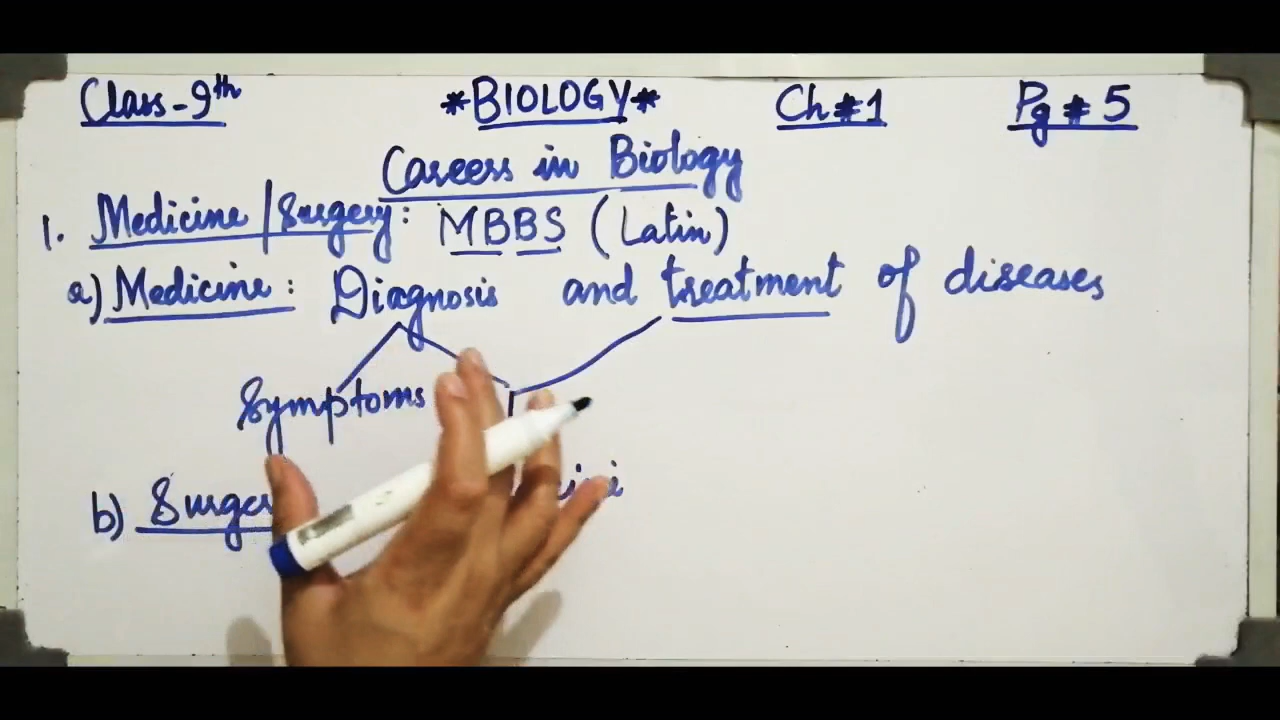 Class-9th *BIOLOGY* Ch#1 Pg#5
Careers in Biology
1. Medicine/Surgery: MBBS (Latin)
a) Medicine: Diagnosis and treatment of diseases
Symptoms
b)